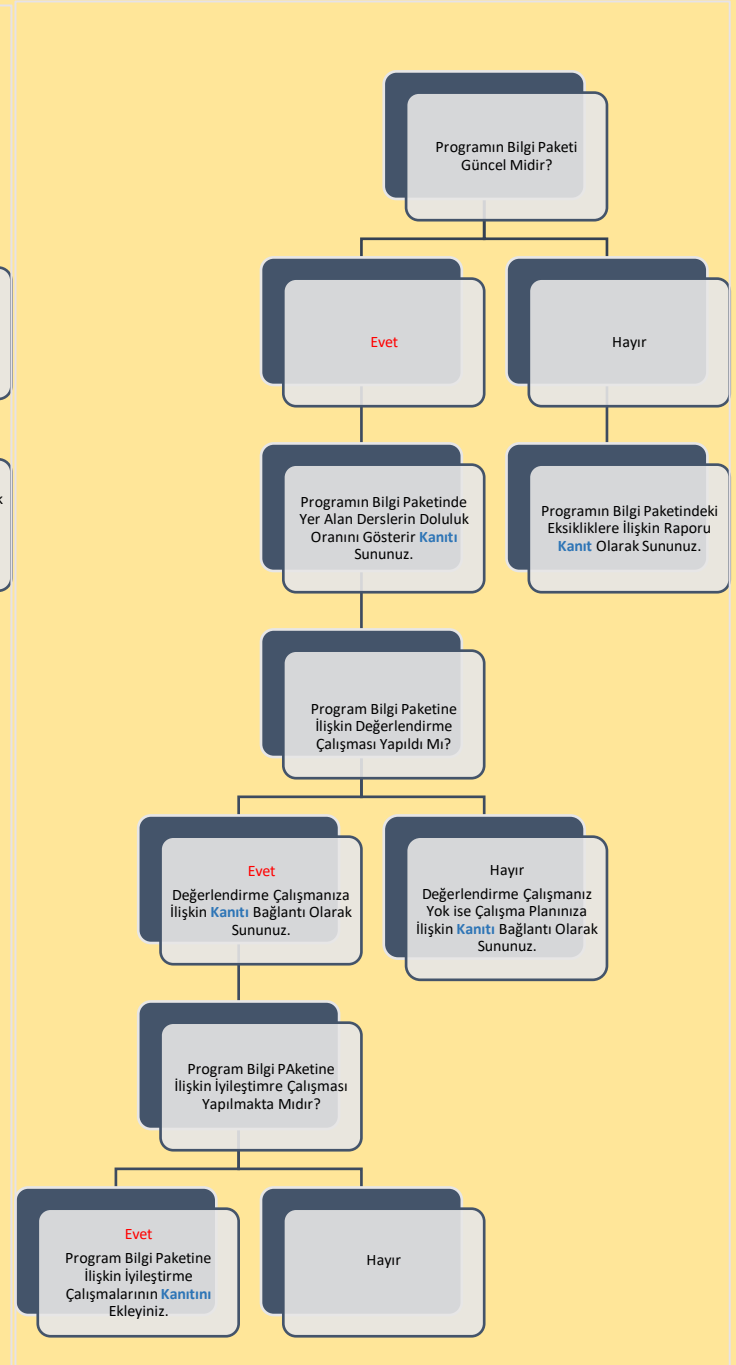 Programın Bilgi Paketi
Güncel Midir?
Evet
Hayır
Programın Bilgi Paketinde
Yer Alan Derslerin Doluluk
Oranını Gösterir Kanıtı
Sununuz.
Programın Bilgi Paketindeki
Eksikliklere İlişkin Raporu
Kanıt Olarak Sununuz.
Program Bilgi Paketine
İlişkin Değerlendirme
Çalışması Yapıldı Mı?
Evet
Değerlendirme Çalışmanıza
İlişkin Kanıtı Bağlantı Olarak
Sununuz.
Hayır
Değerlendirme Çalışmanız
Yok ise Çalışma Planınıza
İlişkin Kanıtı Bağlantı Olarak
Sununuz.
Program Bilgi PAketine
İlişkin İyileştimre Çalışması
Yapılmakta Mıdır?
Evet
Program Bilgi Paketine
İlişkin İyileştirme
Çalışmalarının Kanıtını
Ekleyiniz.
Hayır